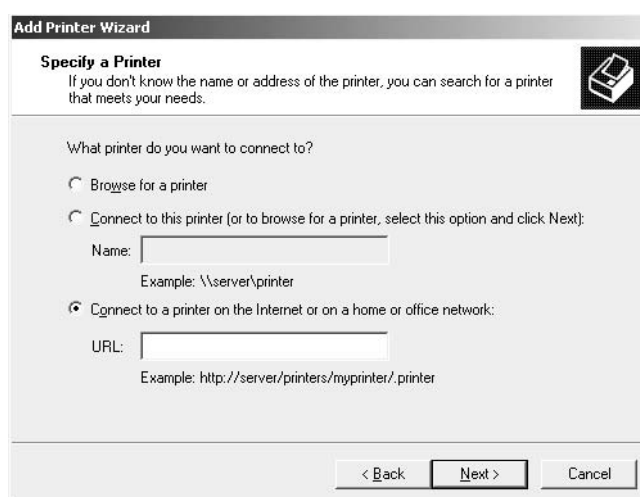 Add Printer Wizard
Specify a Printer
If you don't know the name or address of the printer, you can search for a printer
that meets your needs.
What printer do you want to connect to?
Browse for a printer
Connect to this printer (or to browse for a printer, select this option and click Next):
Name:
Example: \\server\printer
Connect to a printer on the Internet or on a home or office network:
URL:
Example: http://server/printers/myprinter/.printer
< Back Next > Cancel